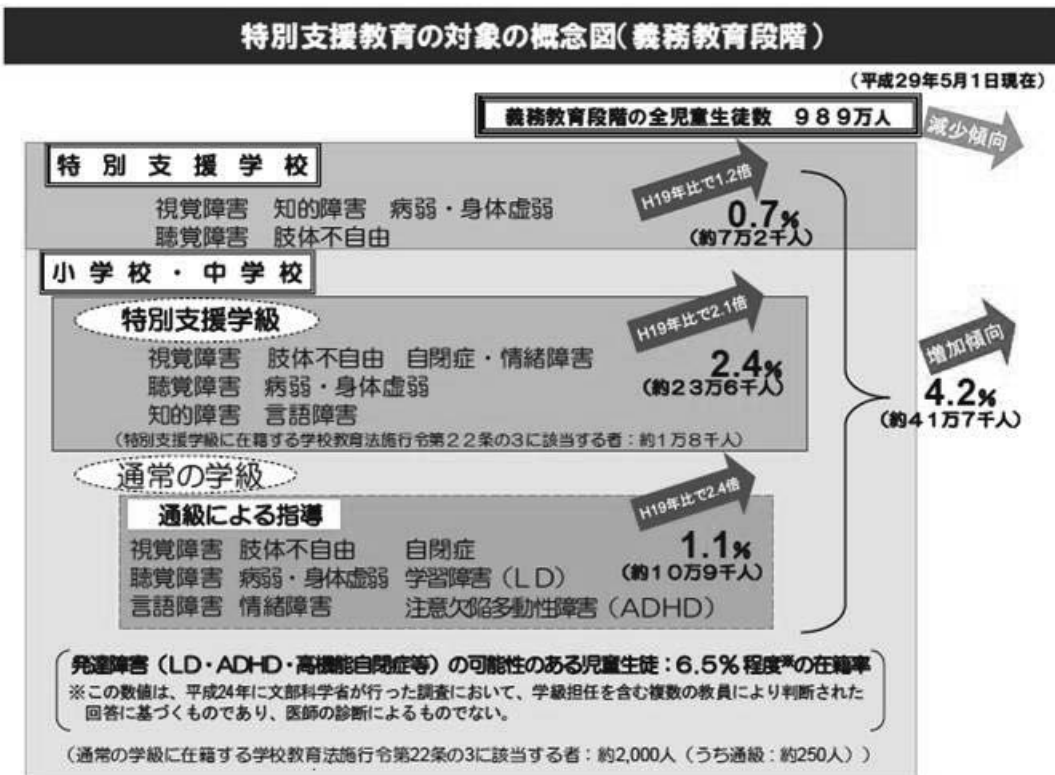 特別支援教育の対象の概念図(義務教育段階)
(平成29年5月1日現在)
義務教育段階の全児童生徒数 989万人
減少傾向
特別支援学校
H19年比で1.2倍
視覚障害 知的障害 病弱・身体虚弱
聴覚障害 肢体不自由
0.7%
(約7万2千人)
小学校・中学校
特別支援学級
H19年比で2.1倍
視覚障害 肢体不自由 自閉症・情緒障害
聴覚障害 病弱・身体虚弱
知的障害 言語障害
2.4%
(約23万6千人)
(特別支援学級に在籍する学校教育法施行令第22条の3に該当する者:約1万8千人)
増加傾向
4.2%
(約41万7千人)
通常の学級
通級による指導
H19年比で2.4倍
視覚障害 肢体不自由 自閉症
聴覚障害 病弱・身体虚弱 学習障害(LD)
言語障害 情緒障害 注意欠陥多動性障害(ADHD)
1.1%
(約10万9千人)
発達障害(LD・ADHD・高機能自閉症等)の可能性のある児童生徒:6.5%程度※の在籍率
※この数値は、平成24年に文部科学省が行った調査において、学級担任を含む複数の教員により判断された
回答に基づくものであり、医師の診断によるものでない。
(通常の学級に在籍する学校教育法施行令第22条の3に該当する者:約2,000人(うち通級:約250人))